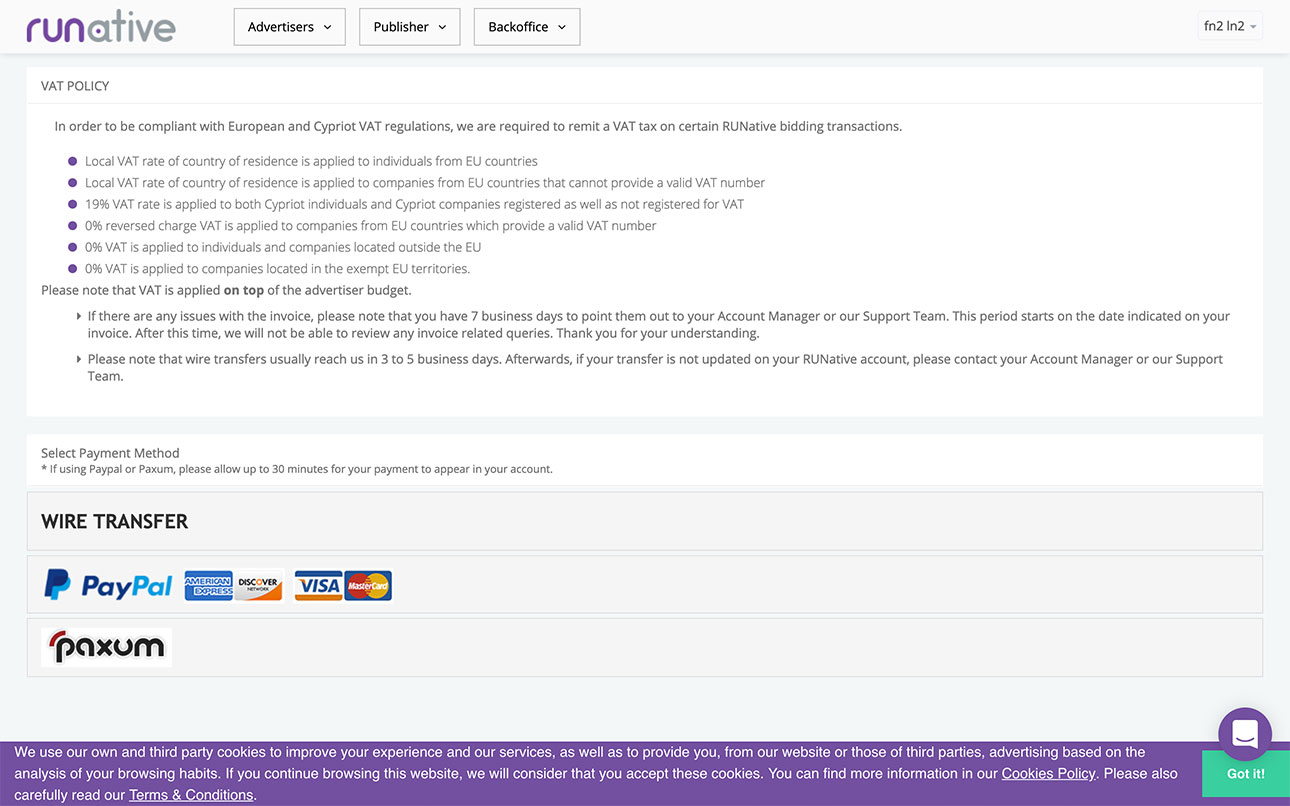 runative
Advertisers
Publisher
Backoffice
fn2 ln2
VAT POLICY
In order to be compliant with European and Cypriot VAT regulations, we are required to remit a VAT tax on certain RUNative bidding transactions.
Local VAT rate of country of residence is applied to individuals from EU countries
Local VAT rate of country of residence is applied to companies from EU countries that cannot provide a valid VAT number
19% VAT rate is applied to both Cypriot individuals and Cypriot companies registered as well as not registered for VAT
0% reversed charge VAT is applied to companies from EU countries which provide a valid VAT number
0% VAT is applied to individuals and companies located outside the EU
0% VAT is applied to companies located in the exempt EU territories.
Please note that VAT is applied on top of the advertiser budget.
If there are any issues with the invoice, please note that you have 7 business days to point them out to your Account Manager or our Support Team. This period starts on the date indicated on your
invoice. After this time, we will not be able to review any invoice related queries. Thank you for your understanding.
Please note that wire transfers usually reach us in 3 to 5 business days. Afterwards, if your transfer is not updated on your RUNative account, please contact your Account Manager or our Support
Team.
Select Payment Method
* If using Paypal or Paxum, please allow up to 30 minutes for your payment to appear in your account.
WIRE TRANSFER
PayPal AMERICAN EXPRESS DISCOVER NETWORK VISA MasterCard
paxum
We use our own and third party cookies to improve your experience and our services, as well as to provide you, from our website or those of third parties, advertising based on the
analysis of your browsing habits. If you continue browsing this website, we will consider that you accept these cookies. You can find more information in our Cookies Policy. Please also
carefully read our Terms & Conditions.
Got it!